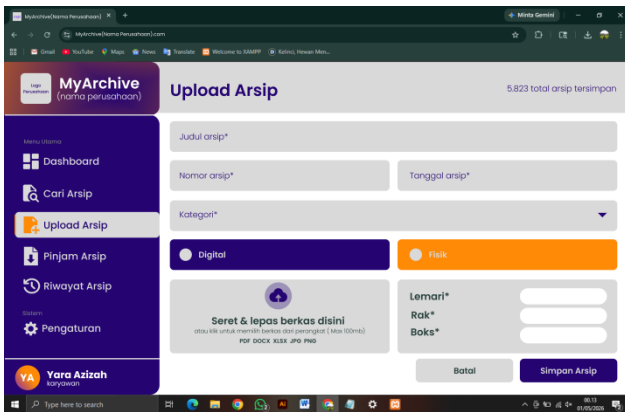 MyArchive(Nama Perusahaan)
Minta Gemini
MyArchive(Nama Perusahaan).com
Gmail YouTube Maps News Translate Welcome to XAMPP Kelinci, Hewan Men...
Logo Perusahaan
MyArchive
(nama perusahaan)
Upload Arsip
5.823 total arsip tersimpan
Menu Utama
Dashboard
Cari Arsip
Upload Arsip
Pinjam Arsip
Riwayat Arsip
Sistem
Pengaturan
YA
Yara Azizah
karyawan
Judul arsip*
Nomor arsip*
Tanggal arsip*
Kategori*
Digital
Fisik
Seret & lepas berkas disini
atau klik untuk memilih berkas dari perangkat ( Max 100mb)
PDF DOCX XLSX JPG PNG
Lemari*
Rak*
Boks*
Batal
Simpan Arsip
Type here to search
00.13
01/05/2026